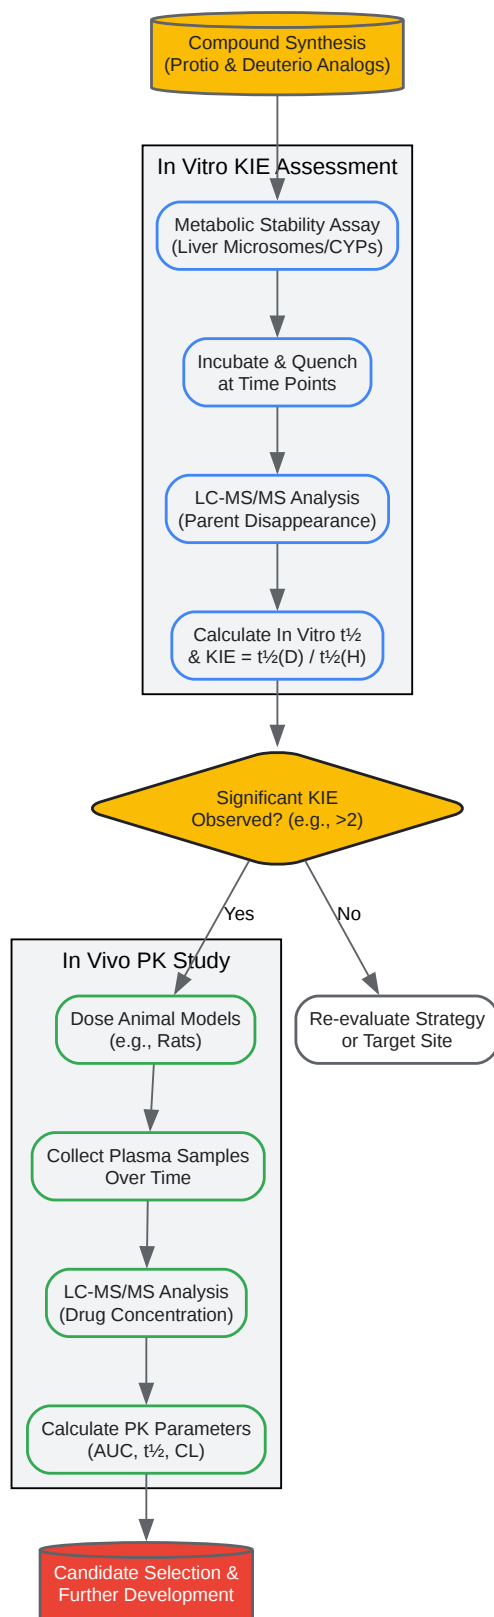 Compound Synthesis
(Protio & Deuterio Analogs)
In Vitro KIE Assessment
Metabolic Stability Assay
(Liver Microsomes/CYPs)
Incubate & Quench
at Time Points
LC-MS/MS Analysis
(Parent Disappearance)
Calculate In Vitro t½
& KIE = t½(D) / t½(H)
Significant KIE
Observed? (e.g., >2)
Yes
No
In Vivo PK Study
Dose Animal Models
(e.g., Rats)
Re-evaluate Strategy
or Target Site
Collect Plasma Samples
Over Time
LC-MS/MS Analysis
(Drug Concentration)
Calculate PK Parameters
(AUC, t½, CL)
Candidate Selection &
Further Development